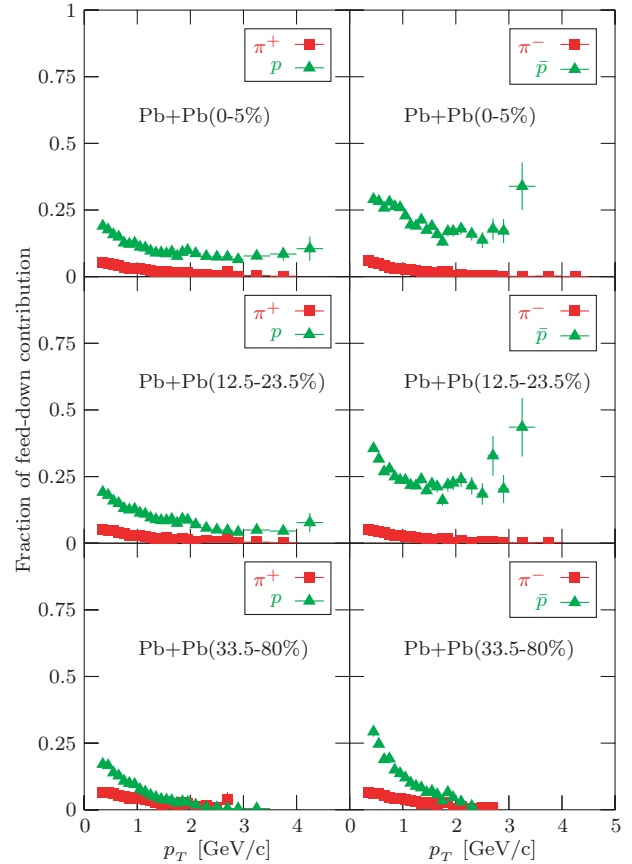 Fraction of feed-down contribution
1
0.75
0.5
0.25
0
π⁺
p
Pb+Pb(0-5%)
π⁻
p̄
Pb+Pb(0-5%)
0.75
0.5
0.25
0
π⁺
p
Pb+Pb(12.5-23.5%)
π⁻
p̄
Pb+Pb(12.5-23.5%)
0.75
0.5
0.25
0
π⁺
p
Pb+Pb(33.5-80%)
π⁻
p̄
Pb+Pb(33.5-80%)
0 1 2 3 4
0 1 2 3 4 5
p_T [GeV/c]
p_T [GeV/c]